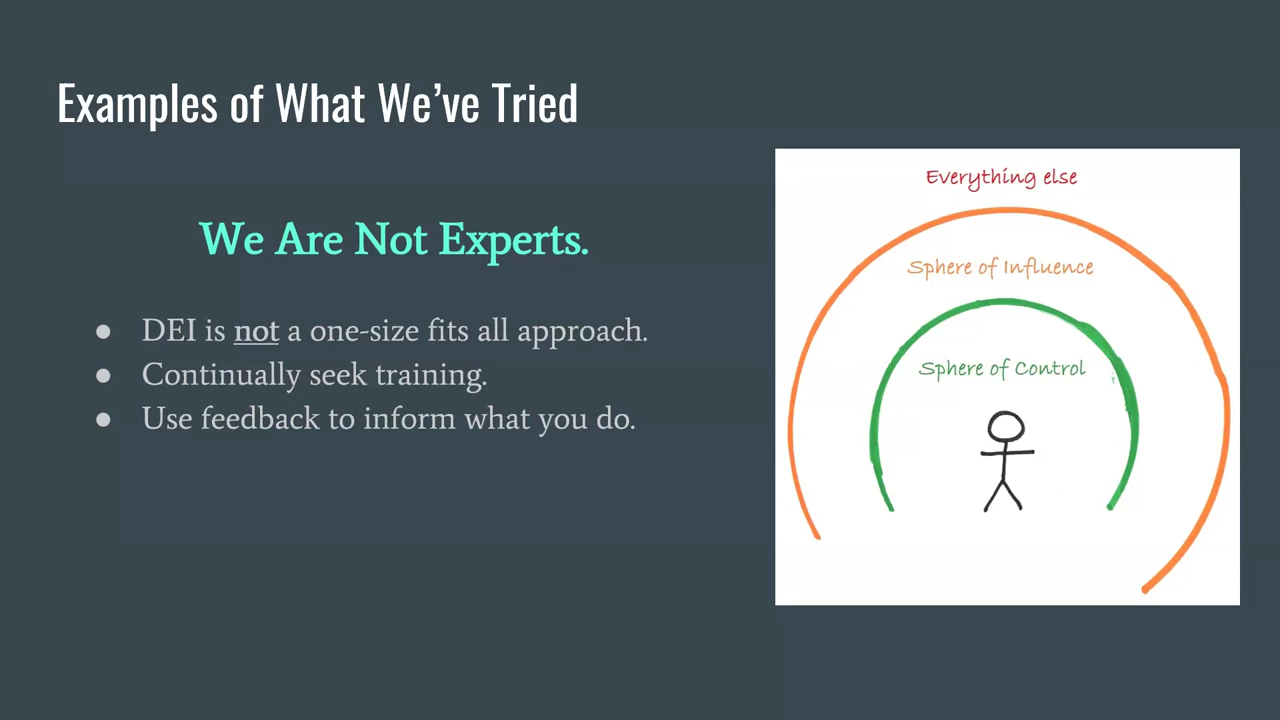 Examples of What We’ve Tried
We Are Not Experts.
● DEI is not a one-size fits all approach.
● Continually seek training.
● Use feedback to inform what you do.
Everything else
Sphere of Influence
Sphere of Control